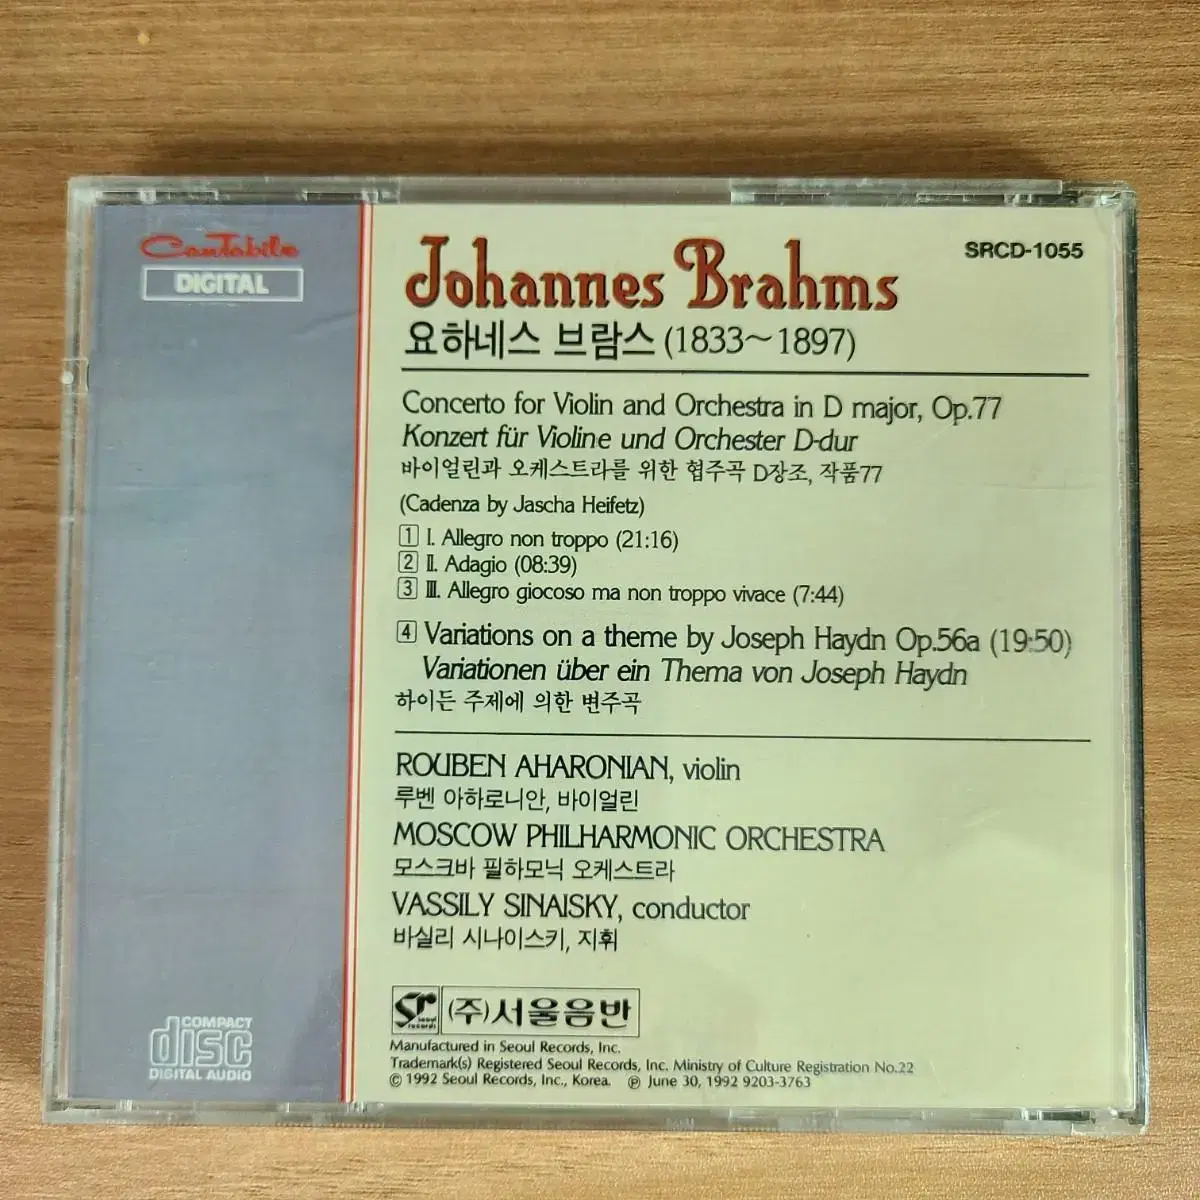 CanTabile
DIGITAL
SRCD-1055
Johannes Brahms
요하네스 브람스 (1833~1897)
Concerto for Violin and Orchestra in D major, Op.77
Konzert für Violine und Orchester D-dur
바이얼린과 오케스트라를 위한 협주곡 D장조, 작품77
(Cadenza by Jascha Heifetz)
1 I. Allegro non troppo (21:16)
2 II. Adagio (08:39)
3 III. Allegro giocoso ma non troppo vivace (7:44)
4 Variations on a theme by Joseph Haydn Op.56a (19:50)
Variationen über ein Thema von Joseph Haydn
하이든 주제에 의한 변주곡
ROUBEN AHARONIAN, violin
루벤 아하로니안, 바이얼린
MOSCOW PHILHARMONIC ORCHESTRA
모스크바 필하모닉 오케스트라
VASSILY SINAISKY, conductor
바실리 시나이스키, 지휘
Sr seoul records (주)서울음반
Manufactured in Seoul Records, Inc.
Trademark(s) Registered Seoul Records, Inc. Ministry of Culture Registration No.22
© 1992 Seoul Records, Inc., Korea. ℗ June 30, 1992 9203-3763
COMPACT
disc
DIGITAL AUDIO